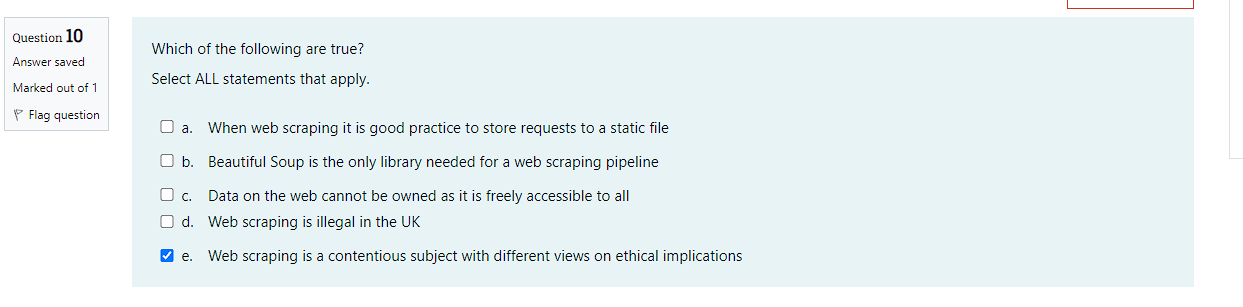 Question 10
Answer saved
Marked out of 1
Flag question
Which of the following are true?
Select ALL statements that apply.
a. When web scraping it is good practice to store requests to a static file
b. Beautiful Soup is the only library needed for a web scraping pipeline
c. Data on the web cannot be owned as it is freely accessible to all
d. Web scraping is illegal in the UK
e. Web scraping is a contentious subject with different views on ethical implications